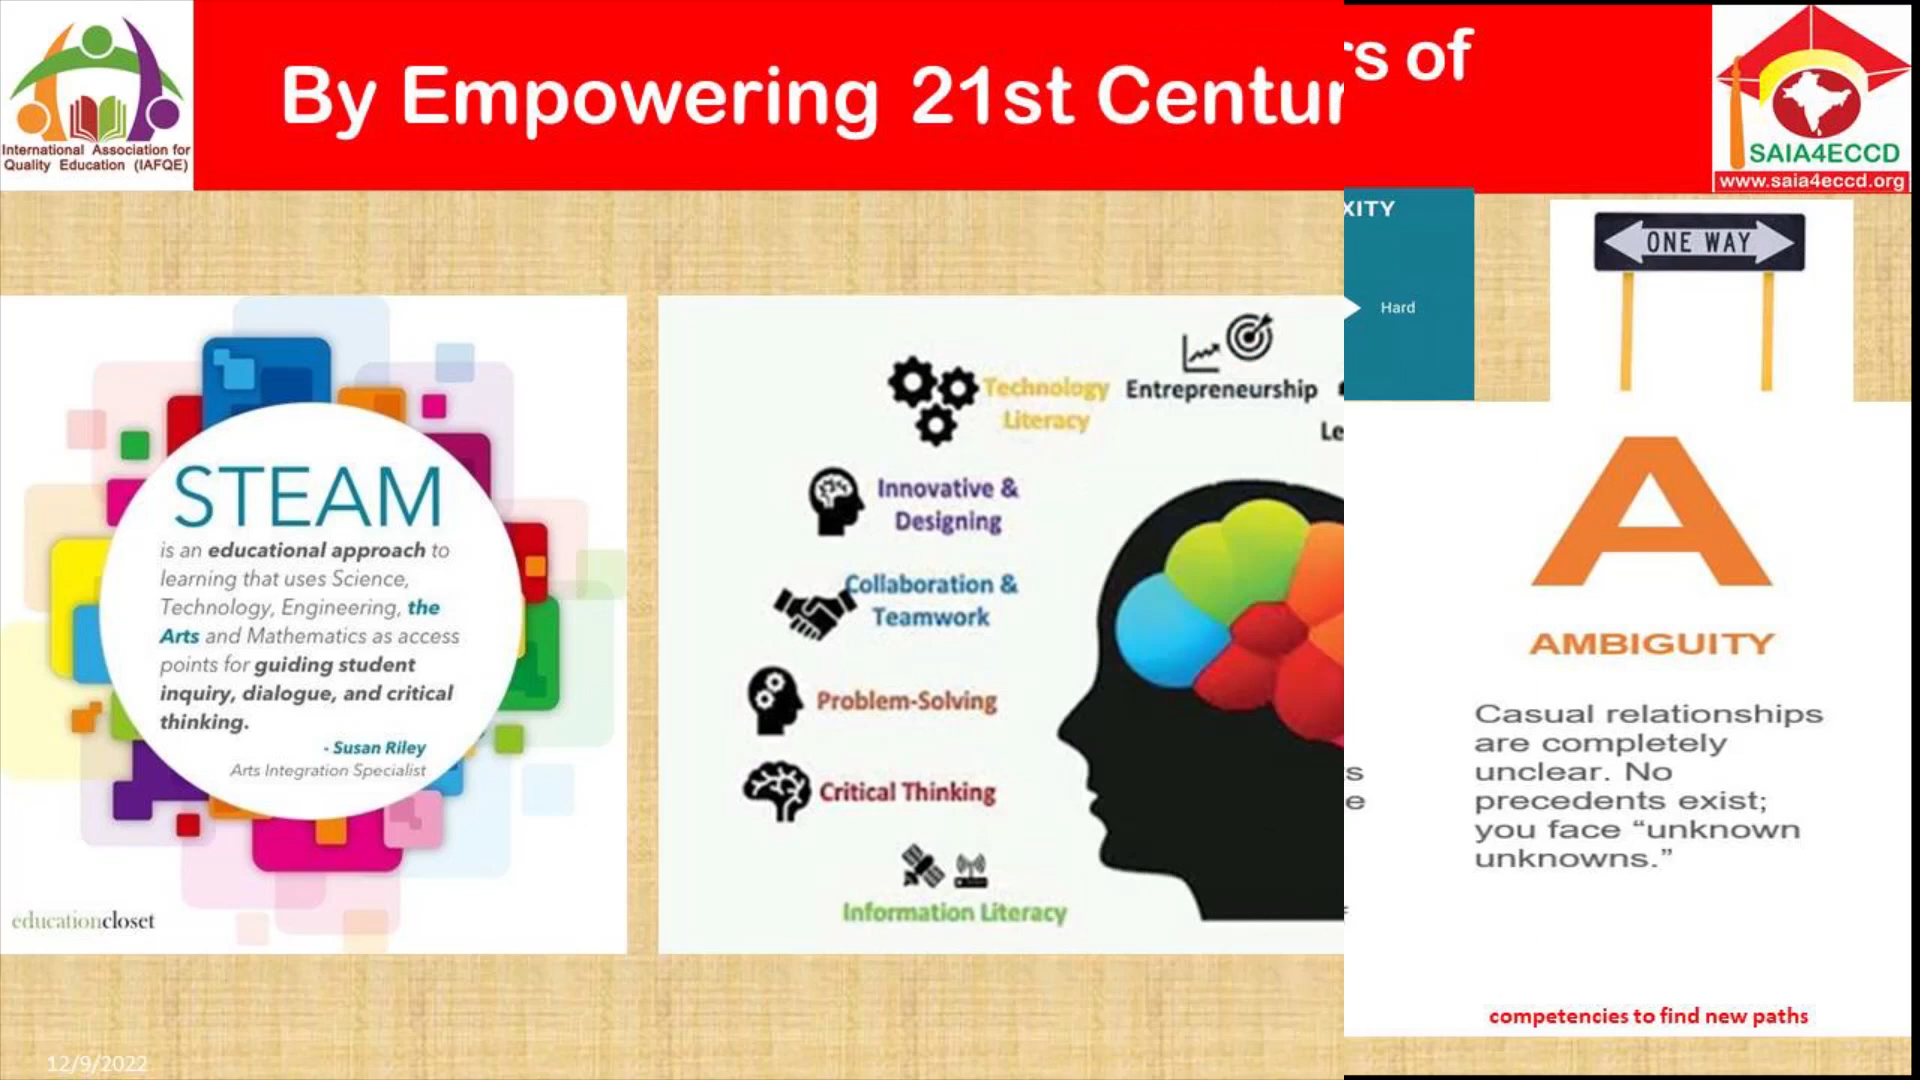 International Association for
Quality Education (IAFQE)
By Empowering 21st Centur
rs of
SAIA4ECCD
www.saia4eccd.org
XITY
Hard
ONE WAY
STEAM
is an educational approach to
learning that uses Science,
Technology, Engineering, the
Arts and Mathematics as access
points for guiding student
inquiry, dialogue, and critical
thinking.
- Susan Riley
Arts Integration Specialist
educationcloset
Technology
Literacy
Entrepreneurship
Le
Innovative &
Designing
Collaboration &
Teamwork
Problem-Solving
Critical Thinking
Information Literacy
s
e
A
AMBIGUITY
Casual relationships
are completely
unclear. No
precedents exist;
you face “unknown
unknowns.”
competencies to find new paths
12/9/2022